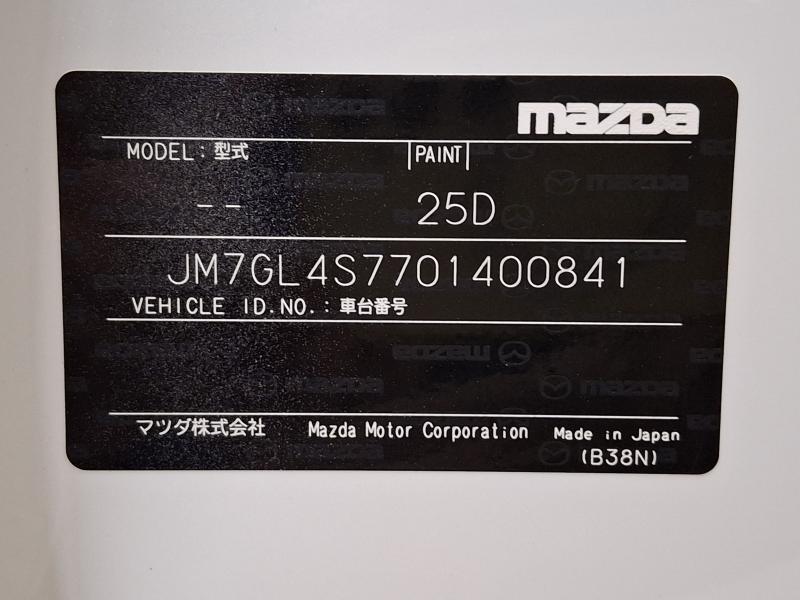 mazda
MODEL : 型式 PAINT
-- 25D
JM7GL4S7701400841
VEHICLE ID.NO. : 車台番号
マツダ株式会社 Mazda Motor Corporation Made in Japan
(B38N)